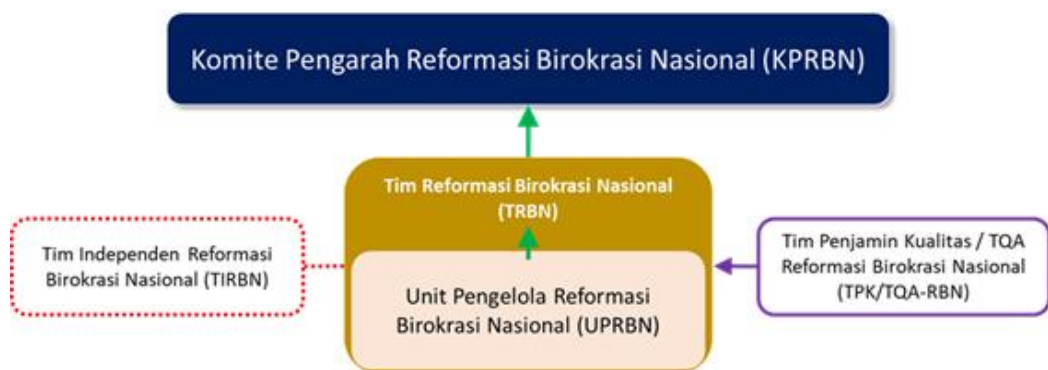 Komite Pengarah Reformasi Birokrasi Nasional (KPRBN)
Tim Reformasi Birokrasi Nasional
(TRBN)
Tim Independen Reformasi
Birokrasi Nasional (TIRBN)
Unit Pengelola Reformasi
Birokrasi Nasional (UPRBN)
Tim Penjamin Kualitas / TQA
Reformasi Birokrasi Nasional
(TPK/TQA-RBN)